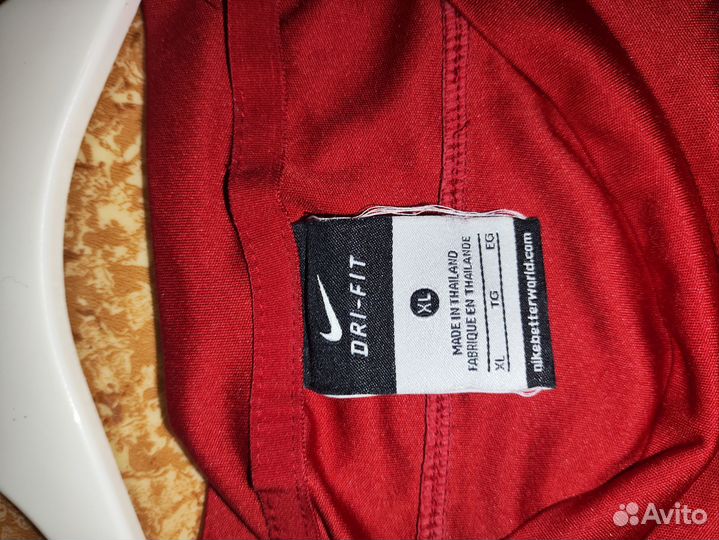 DRI-FIT
XL
MADE IN THAILAND
FABRIQUE EN THAILANDE
XL TG EG
nikebetterworld.com
Avito